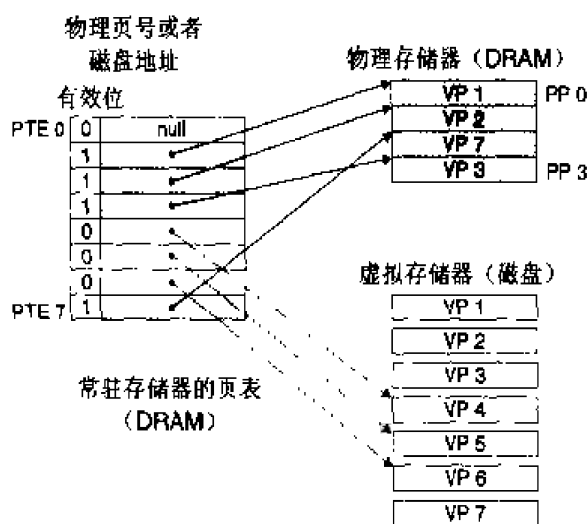 物理页号或者
磁盘地址
有效位
PTE 0 0 null
1
1
1
0
0
0
PTE 7 1
常驻存储器的页表
（DRAM）
物理存储器（DRAM）
VP 1 PP 0
VP 2
VP 7
VP 3 PP 3
虚拟存储器（磁盘）
VP 1
VP 2
VP 3
VP 4
VP 5
VP 6
VP 7